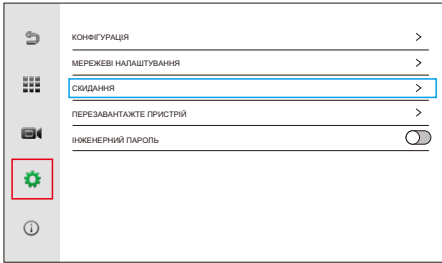 КОНФІГУРАЦІЯ
МЕРЕЖЕВІ НАЛАШТУВАННЯ
СКИДАННЯ
ПЕРЕЗАВАНТАЖТЕ ПРИСТРІЙ
ІНЖЕНЕРНИЙ ПАРОЛЬ